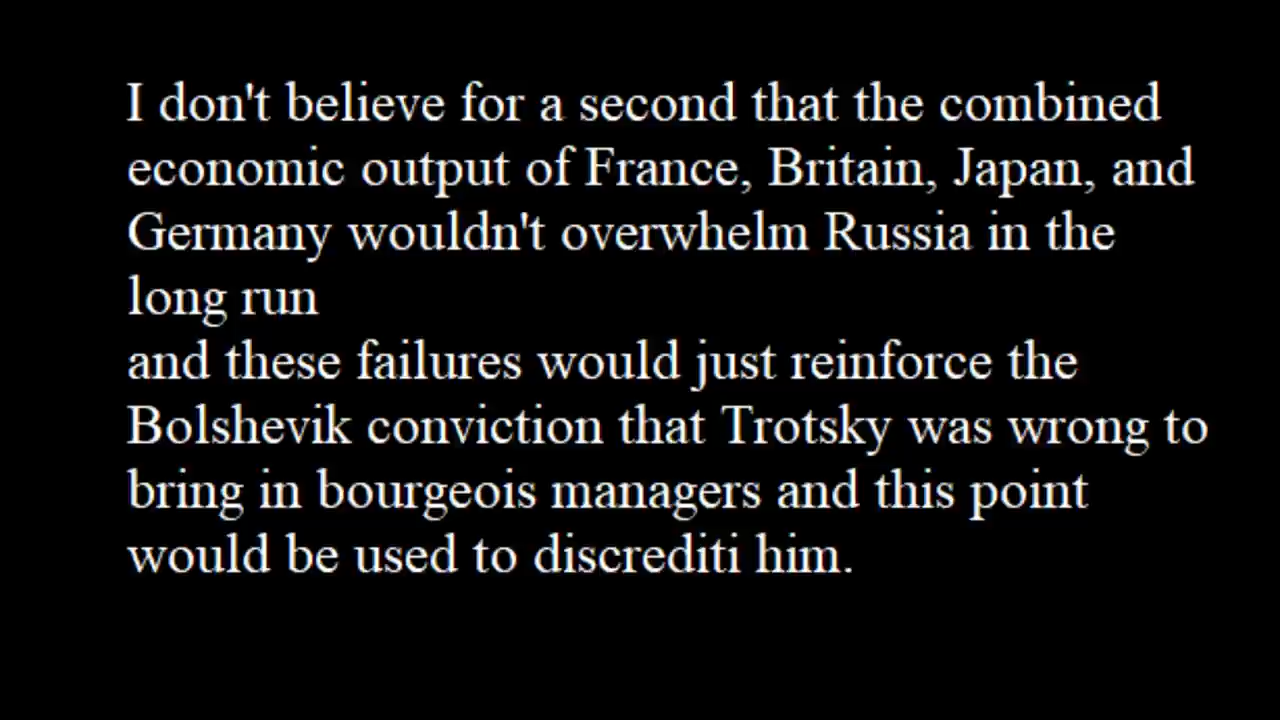 I don't believe for a second that the combined
economic output of France, Britain, Japan, and
Germany wouldn't overwhelm Russia in the
long run
and these failures would just reinforce the
Bolshevik conviction that Trotsky was wrong to
bring in bourgeois managers and this point
would be used to discrediti him.